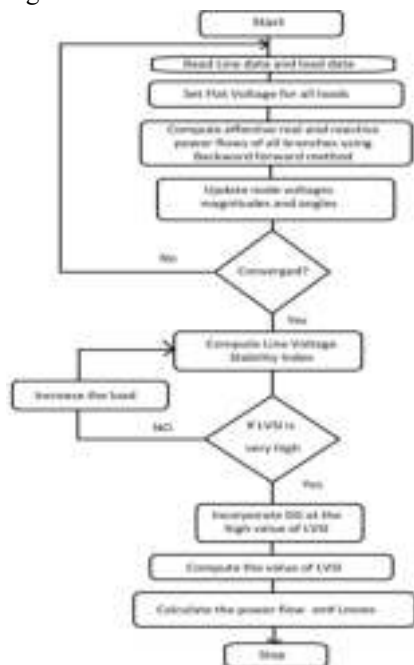 Start
Read Line data and load data
Set Flat Voltage for all loads
Compute effective real and reactive
power flows of all branches using
Backward forward method
Update node voltages
magnitudes and angles
No
Converged?
Yes
Compute Line Voltage
Stability Index
Increase the load
NO
If LVSI is
very high
Yes
Incorporate DG at the
high value of LVSI
Compute the value of LVSI
Calculate the power flow and Losses
Stop